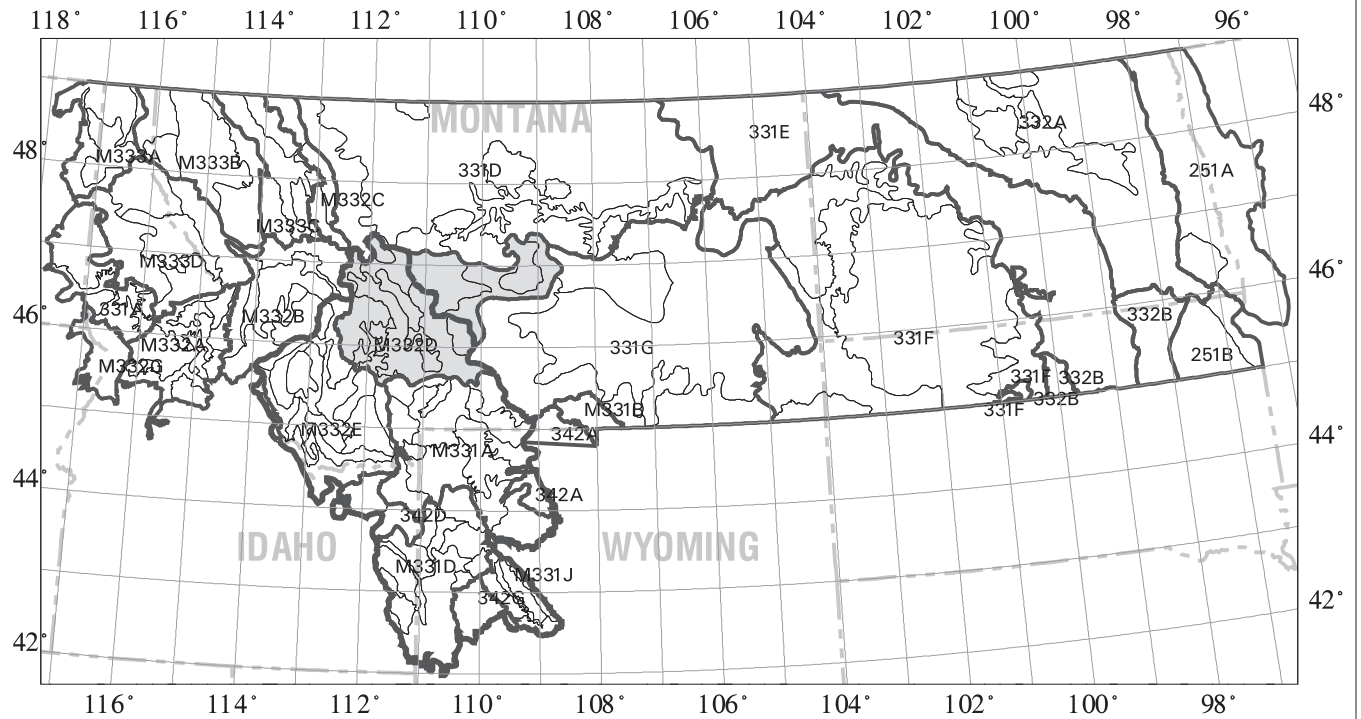 118° 116° 114° 112° 110° 108° 106° 104° 102° 100° 98° 96°
48°
48°
MONTANA
331E
332A
M333A
M333B
331D
251A
M332C
M333C
M333D
46°
46°
331A
M332B
332B
M332A
M332D
331G
331F
251B
M332G
331F
332B
332B
331F
M331B
342A
M332E
M331A
44°
44°
342A
342D
IDAHO
WYOMING
M331D
M331J
342G
42°
42°
116° 114° 112° 110° 108° 106° 104° 102° 100° 98°